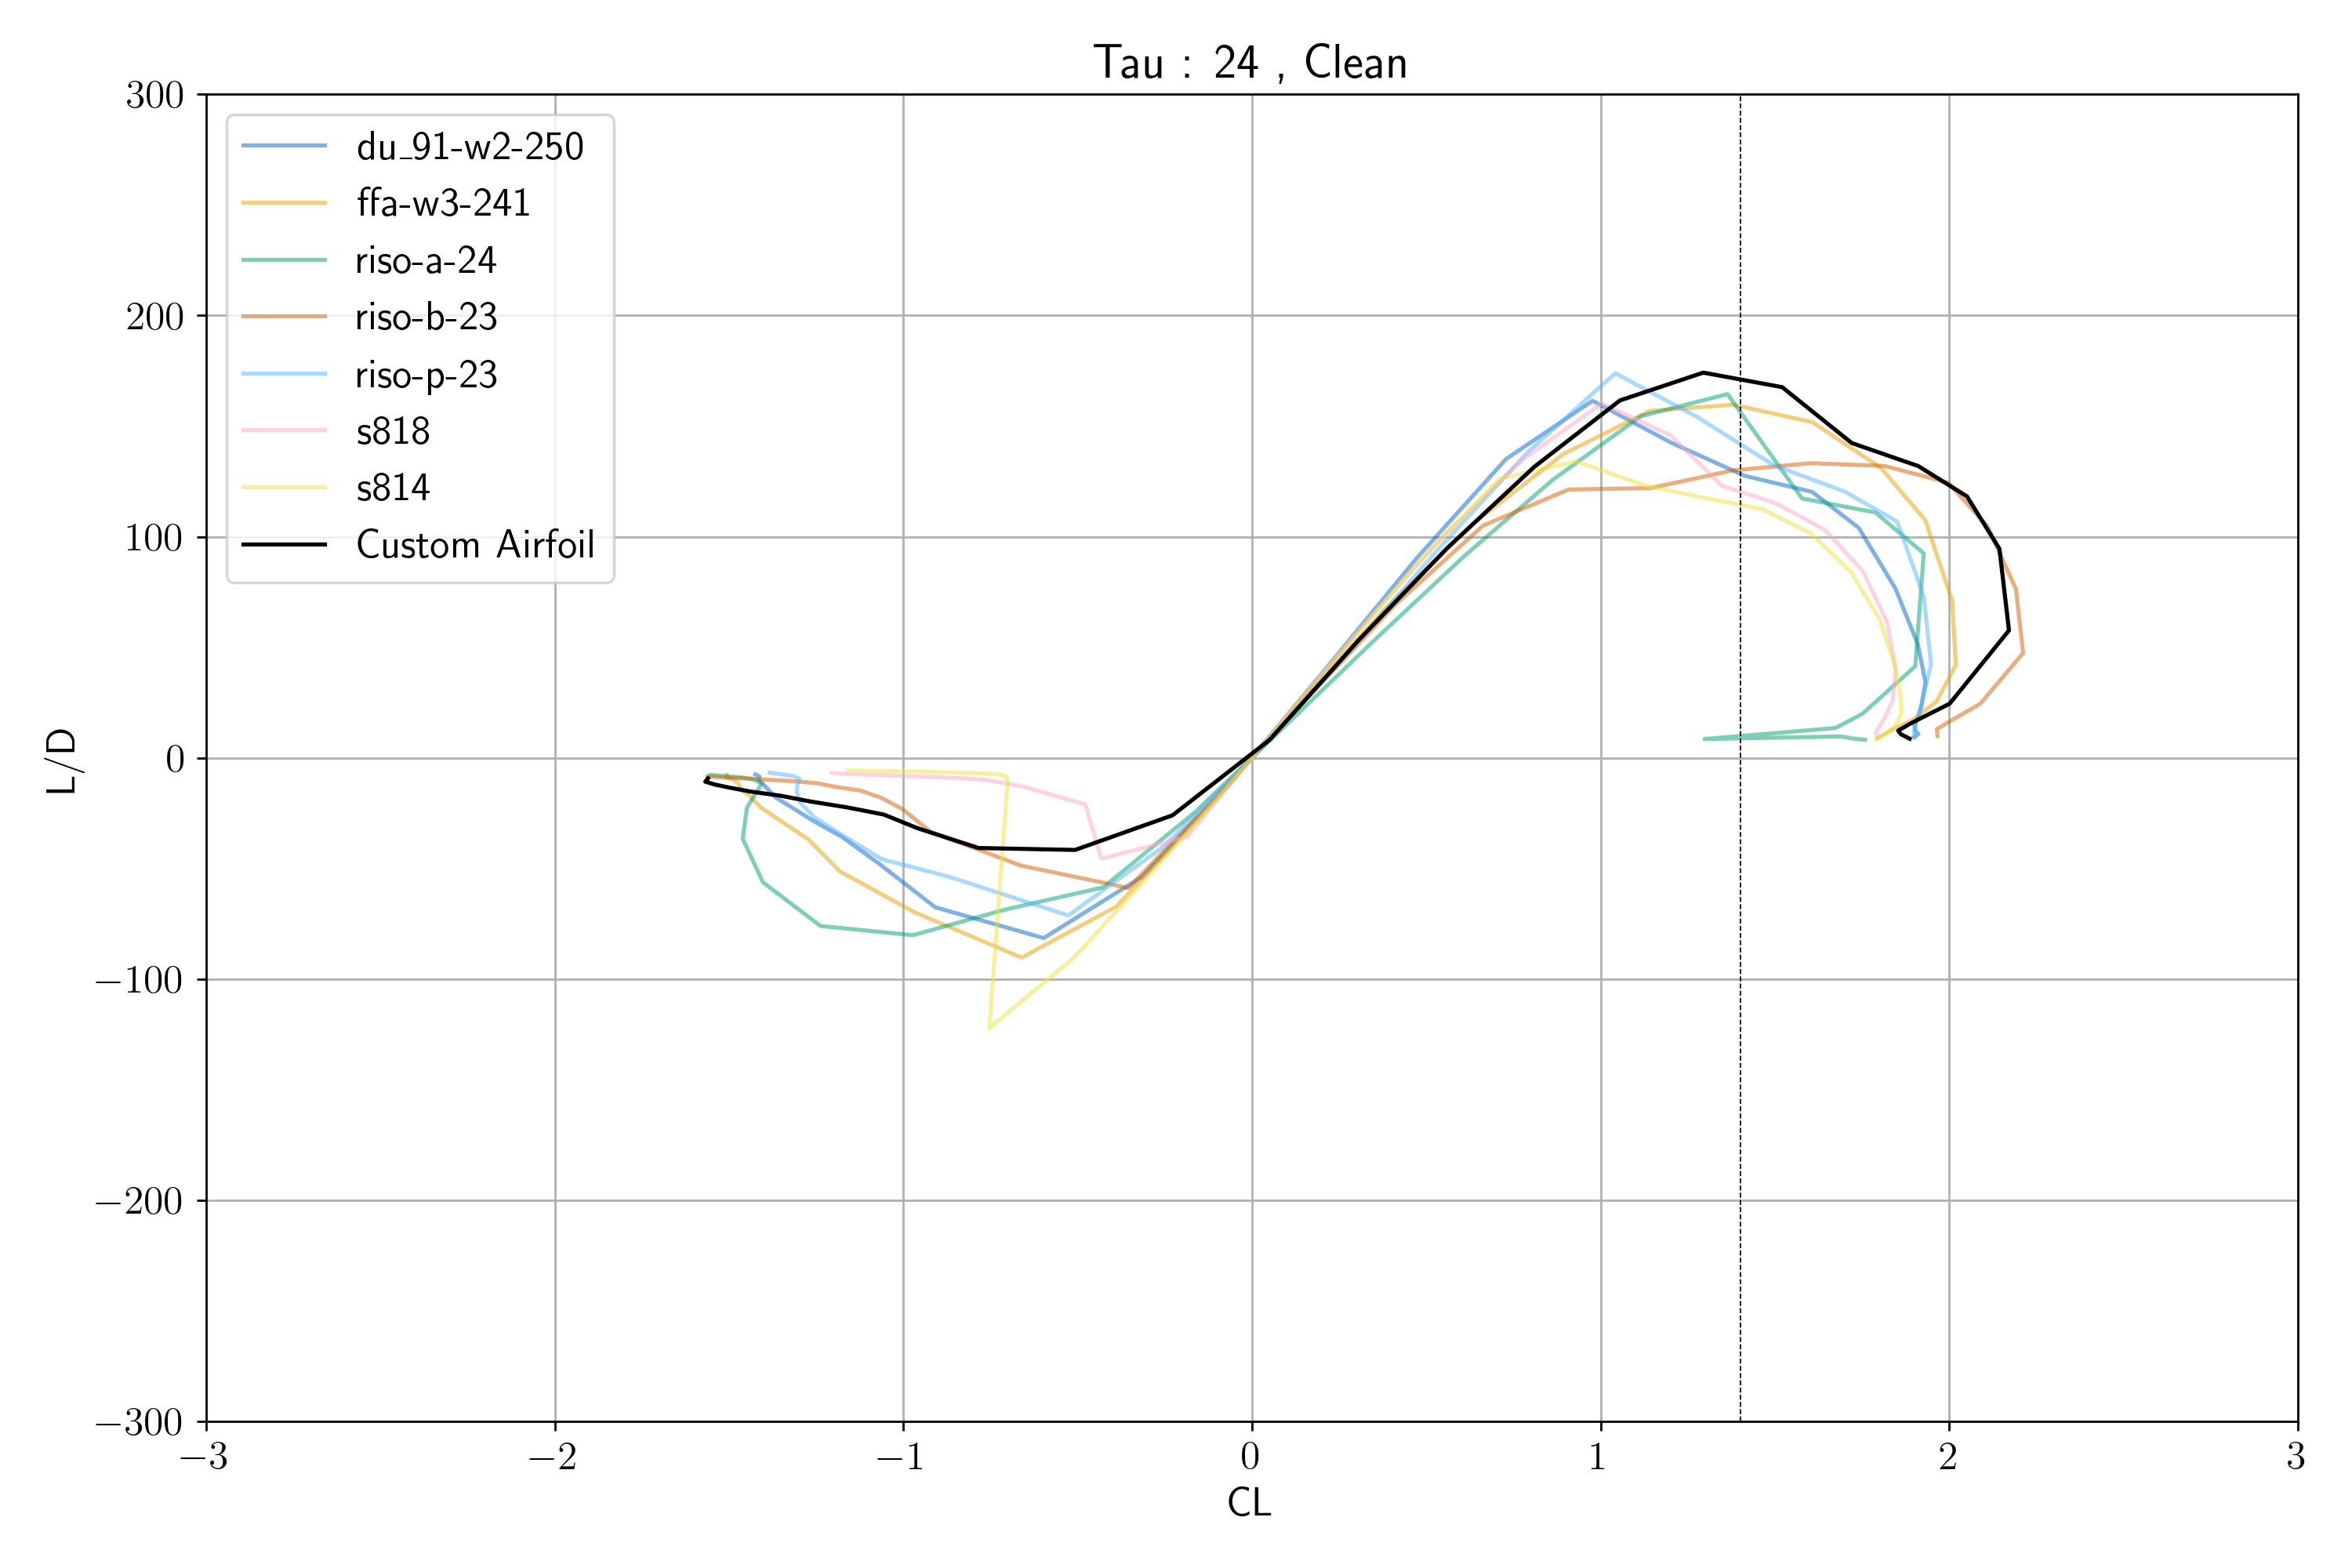 Tau : 24 , Clean
300
200
100
0
−100
−200
−300
L/D
du_91-w2-250
ffa-w3-241
riso-a-24
riso-b-23
riso-p-23
s818
s814
Custom Airfoil
−3
−2
−1
0
1
2
3
CL